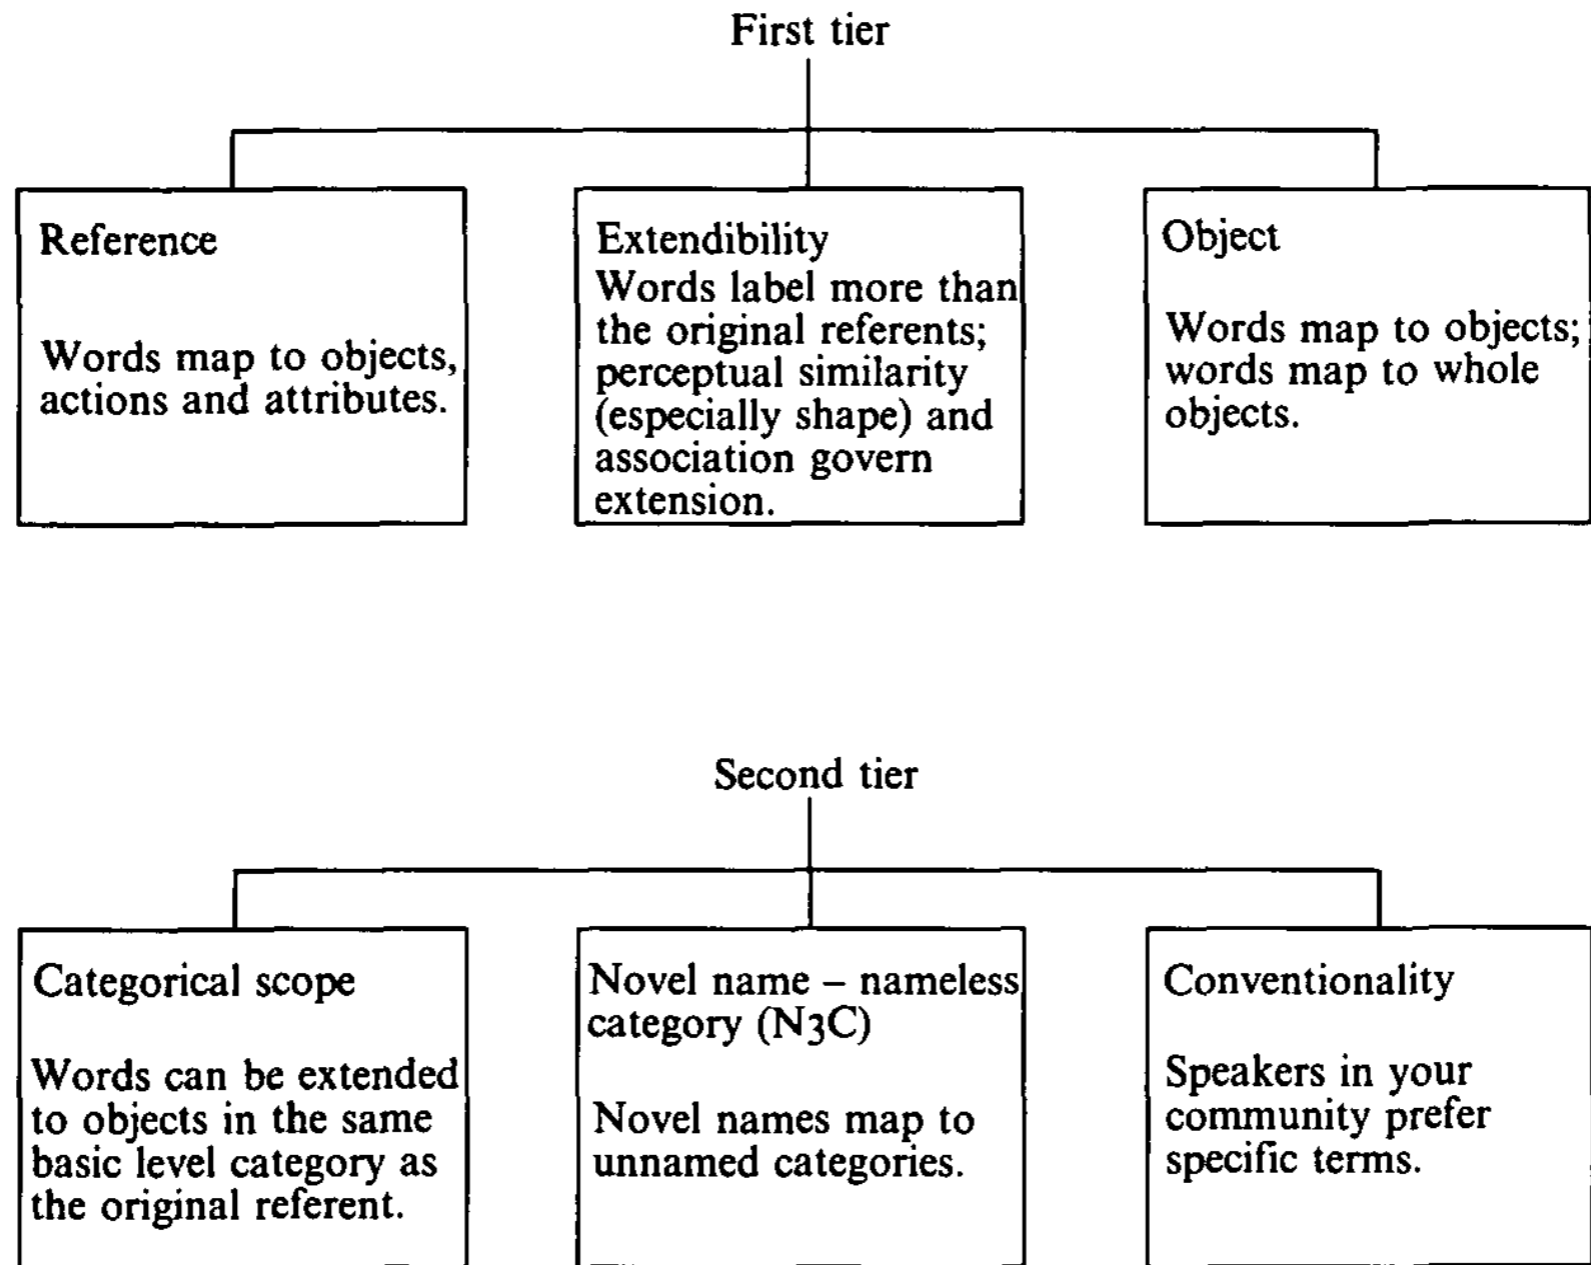 First tier
Reference
Words map to objects,
actions and attributes.
Extendibility
Words label more than
the original referents;
perceptual similarity
(especially shape) and
association govern
extension.
Object
Words map to objects;
words map to whole
objects.
Second tier
Categorical scope
Words can be extended
to objects in the same
basic level category as
the original referent.
Novel name – nameless
category (N3C)
Novel names map to
unnamed categories.
Conventionality
Speakers in your
community prefer
specific terms.